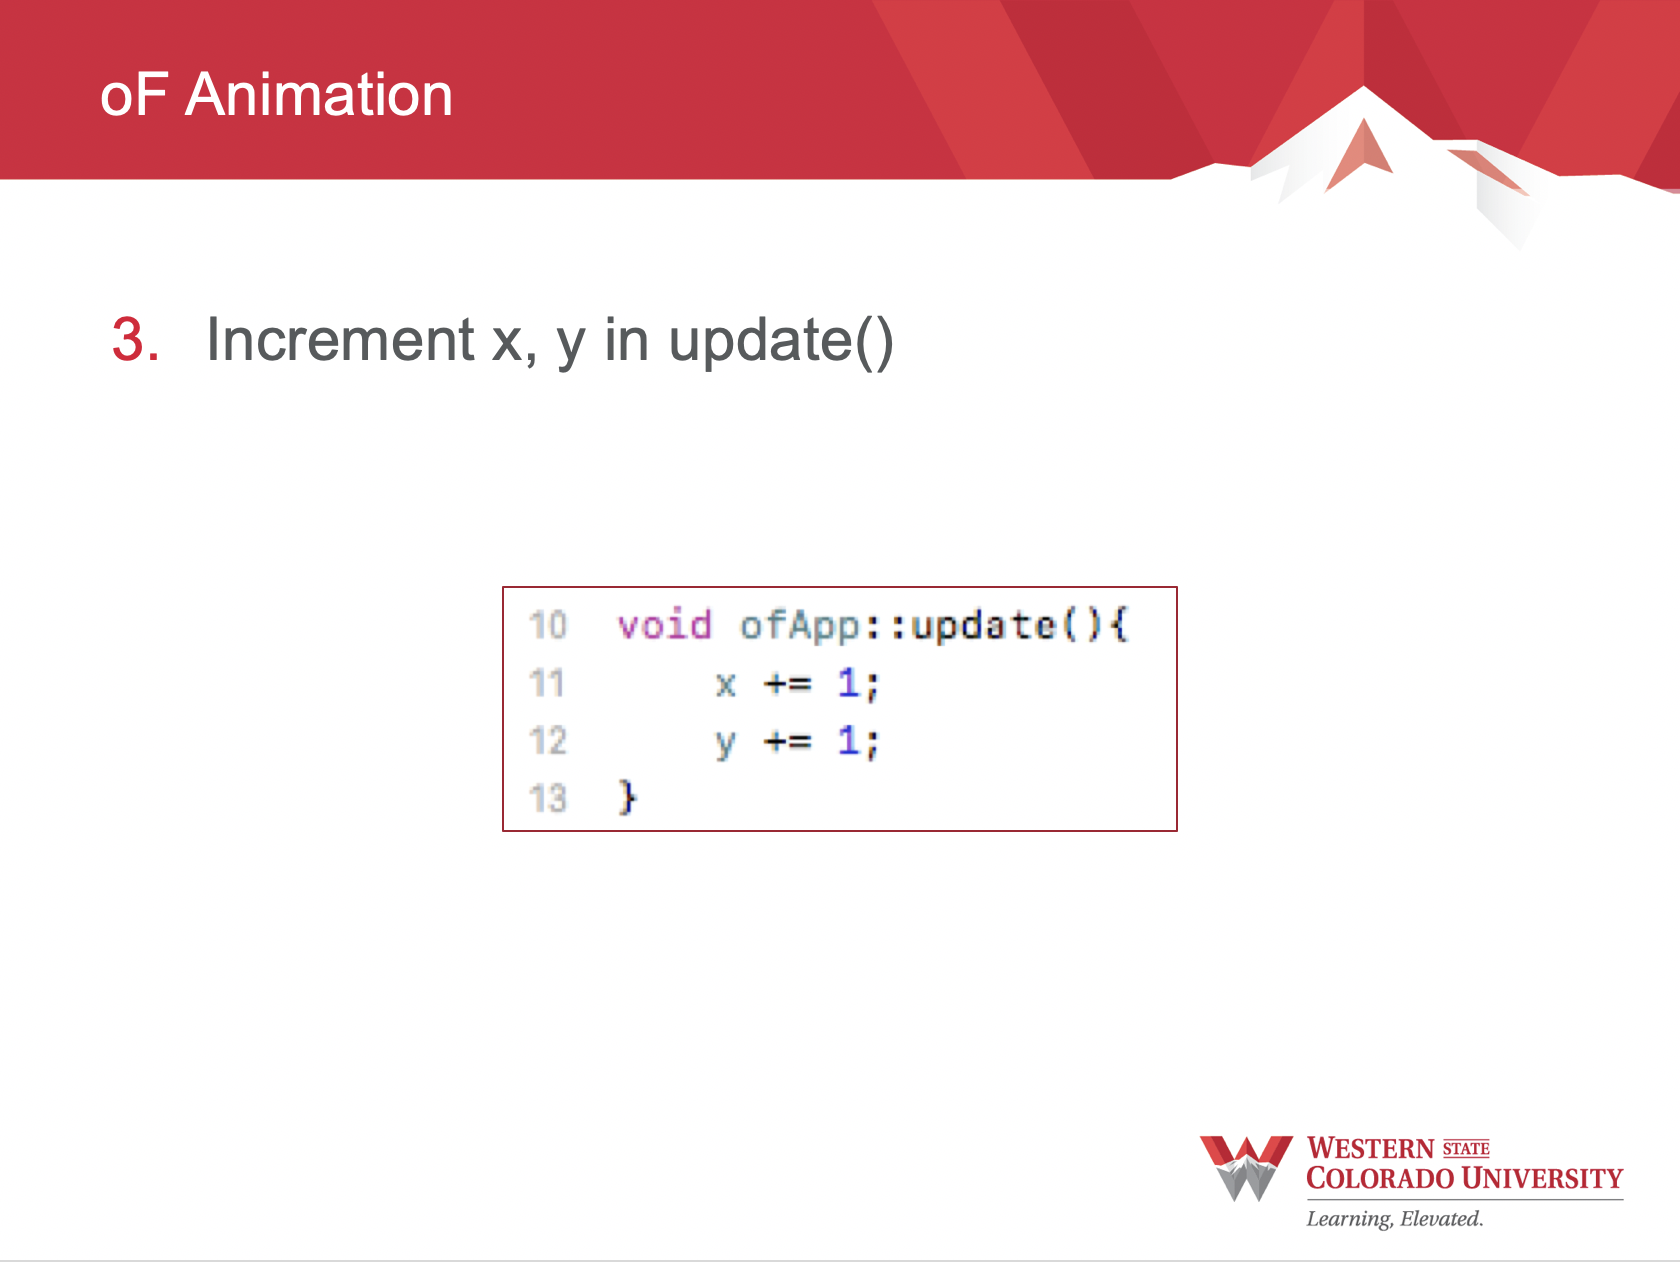 oF Animation
3. Increment x, y in update()
10 void ofApp::update(){
11 x += 1;
12 y += 1;
13 }
WESTERN STATE
COLORADO UNIVERSITY
Learning, Elevated.